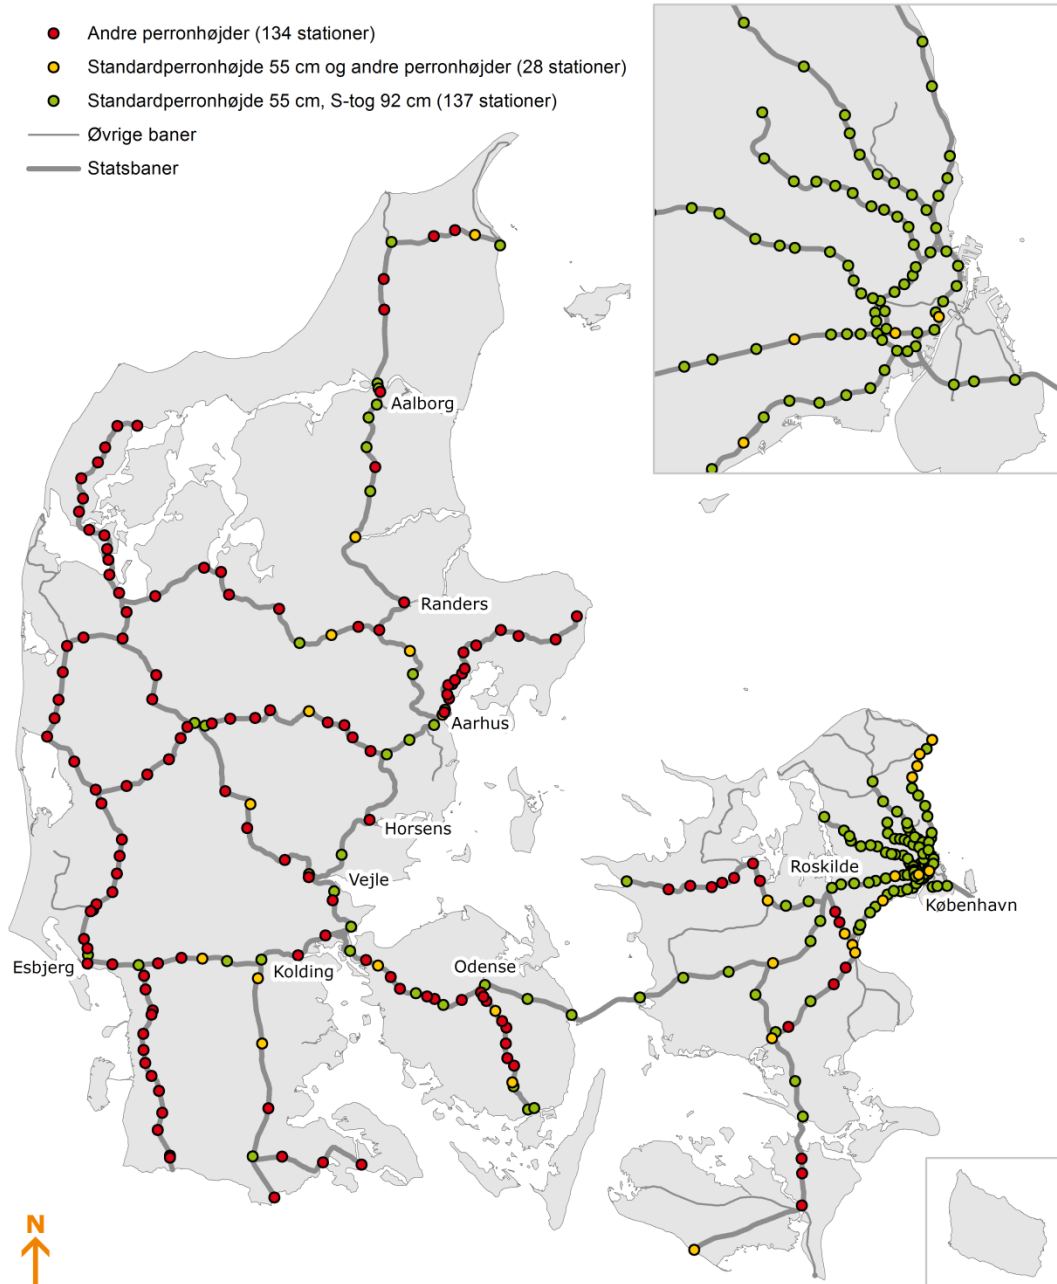 Andre perronhøjder (134 stationer)
Standardperronhøjde 55 cm og andre perronhøjder (28 stationer)
Standardperronhøjde 55 cm, S-tog 92 cm (137 stationer)
Øvrige baner
Statsbaner
Aalborg
Randers
Aarhus
Horsens
Vejle
Roskilde
København
Esbjerg
Kolding
Odense
N